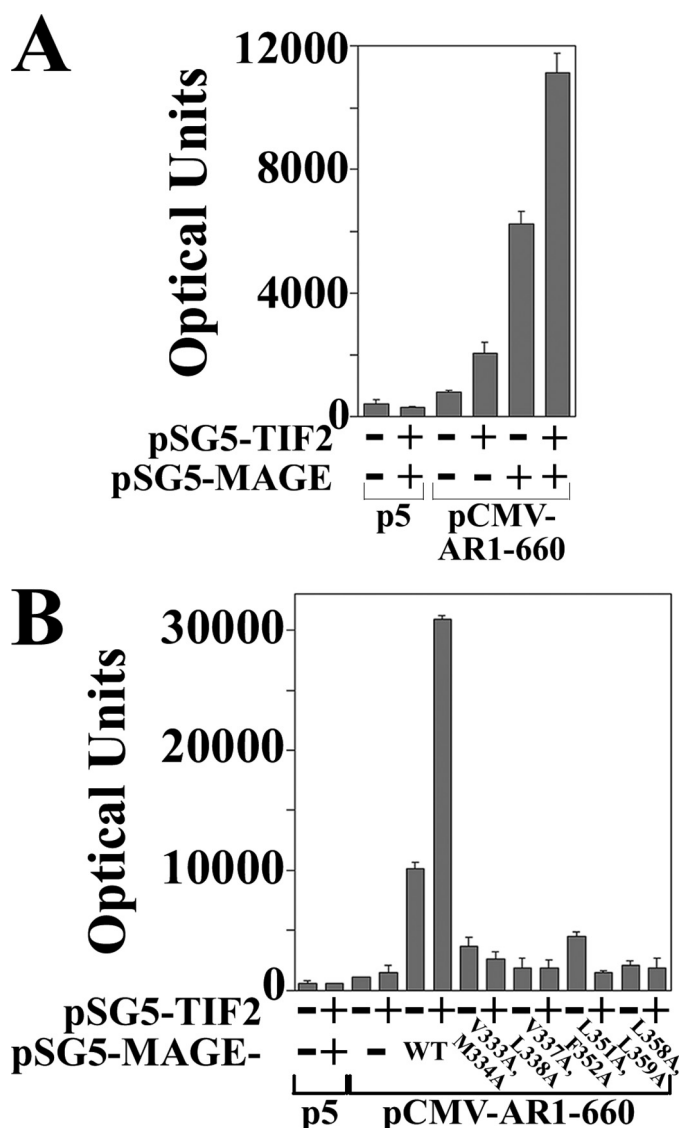 A
Optical Units
12000
8000
4000
0
pSG5-TIF2 - + - + - +
pSG5-MAGE - + - - + +
p5
pCMV-
AR1-660
B
Optical Units
30000
20000
10000
0
pSG5-TIF2 - + - + - + - + - + - + - +
pSG5-MAGE- - + - WT
V333A,
M334A
V337A,
L338A
L351A,
F352A
L358A,
L359A
p5
pCMV-AR1-660